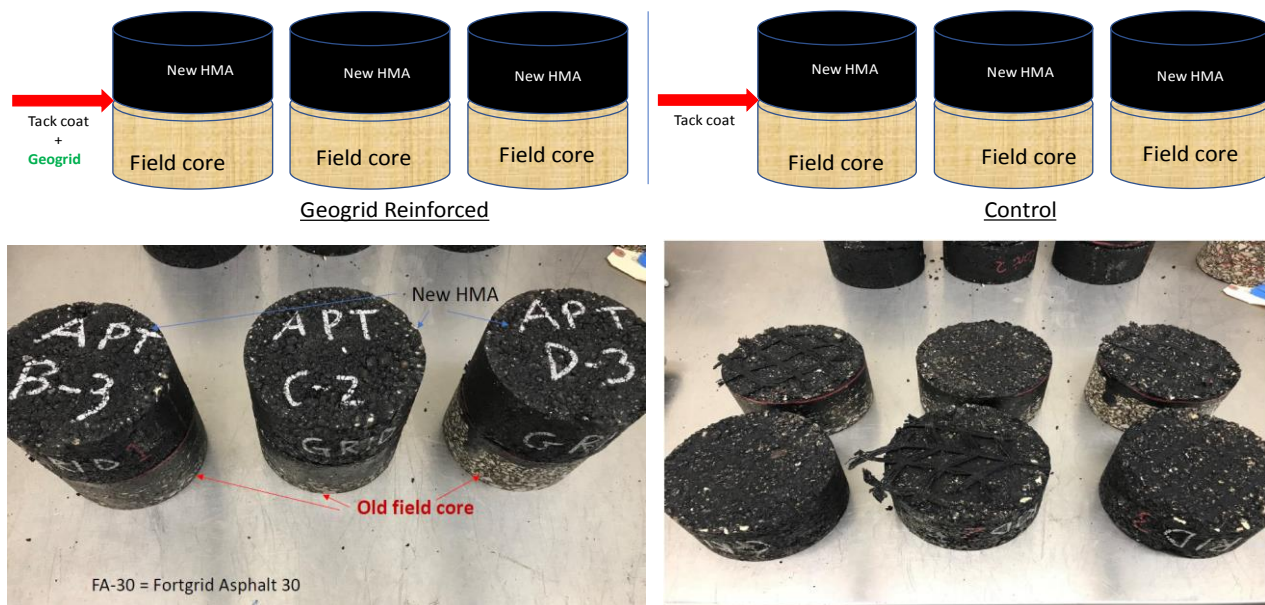 New HMA
New HMA
New HMA
New HMA
New HMA
New HMA
Tack coat
+
Geogrid
Tack coat
Field core
Field core
Field core
Field core
Field core
Field core
Geogrid Reinforced
Control
New HMA
APT
B-3
1
APT
C-2
GRID
APT
D-3
Old field core
FA-30 = Fortgrid Asphalt 30